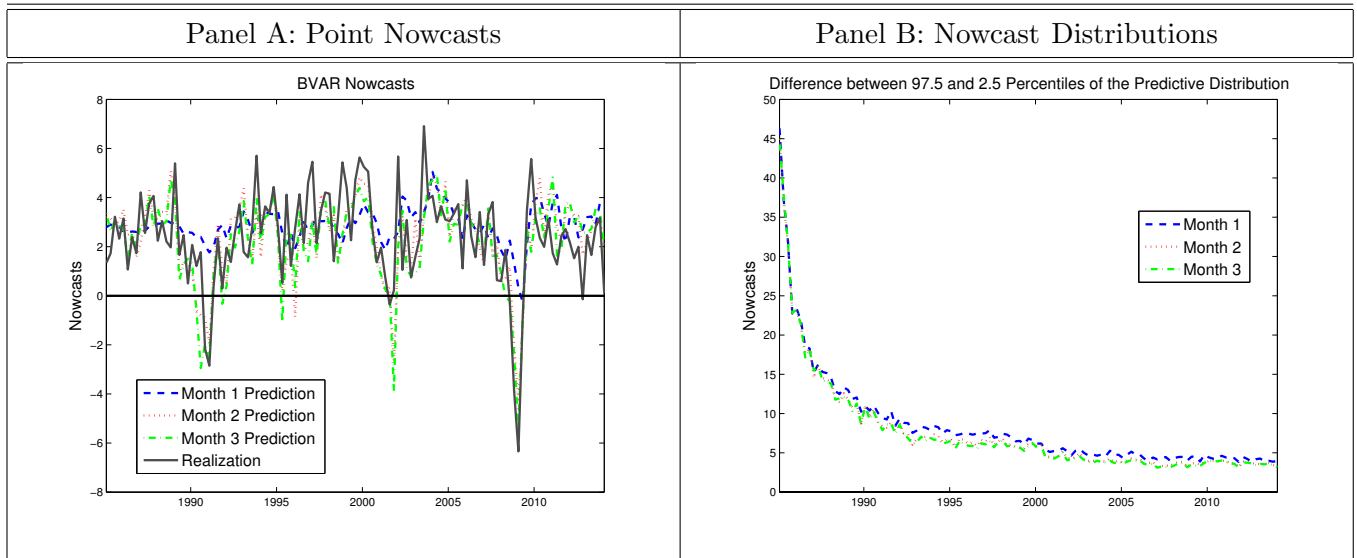 Panel A: Point Nowcasts
Panel B: Nowcast Distributions
BVAR Nowcasts
8
6
4
2
0
−2
−4
−6
−8
Nowcasts
1990 1995 2000 2005 2010
Month 1 Prediction
Month 2 Prediction
Month 3 Prediction
Realization
Difference between 97.5 and 2.5 Percentiles of the Predictive Distribution
50
45
40
35
30
25
20
15
10
5
0
Nowcasts
1990 1995 2000 2005 2010
Month 1
Month 2
Month 3